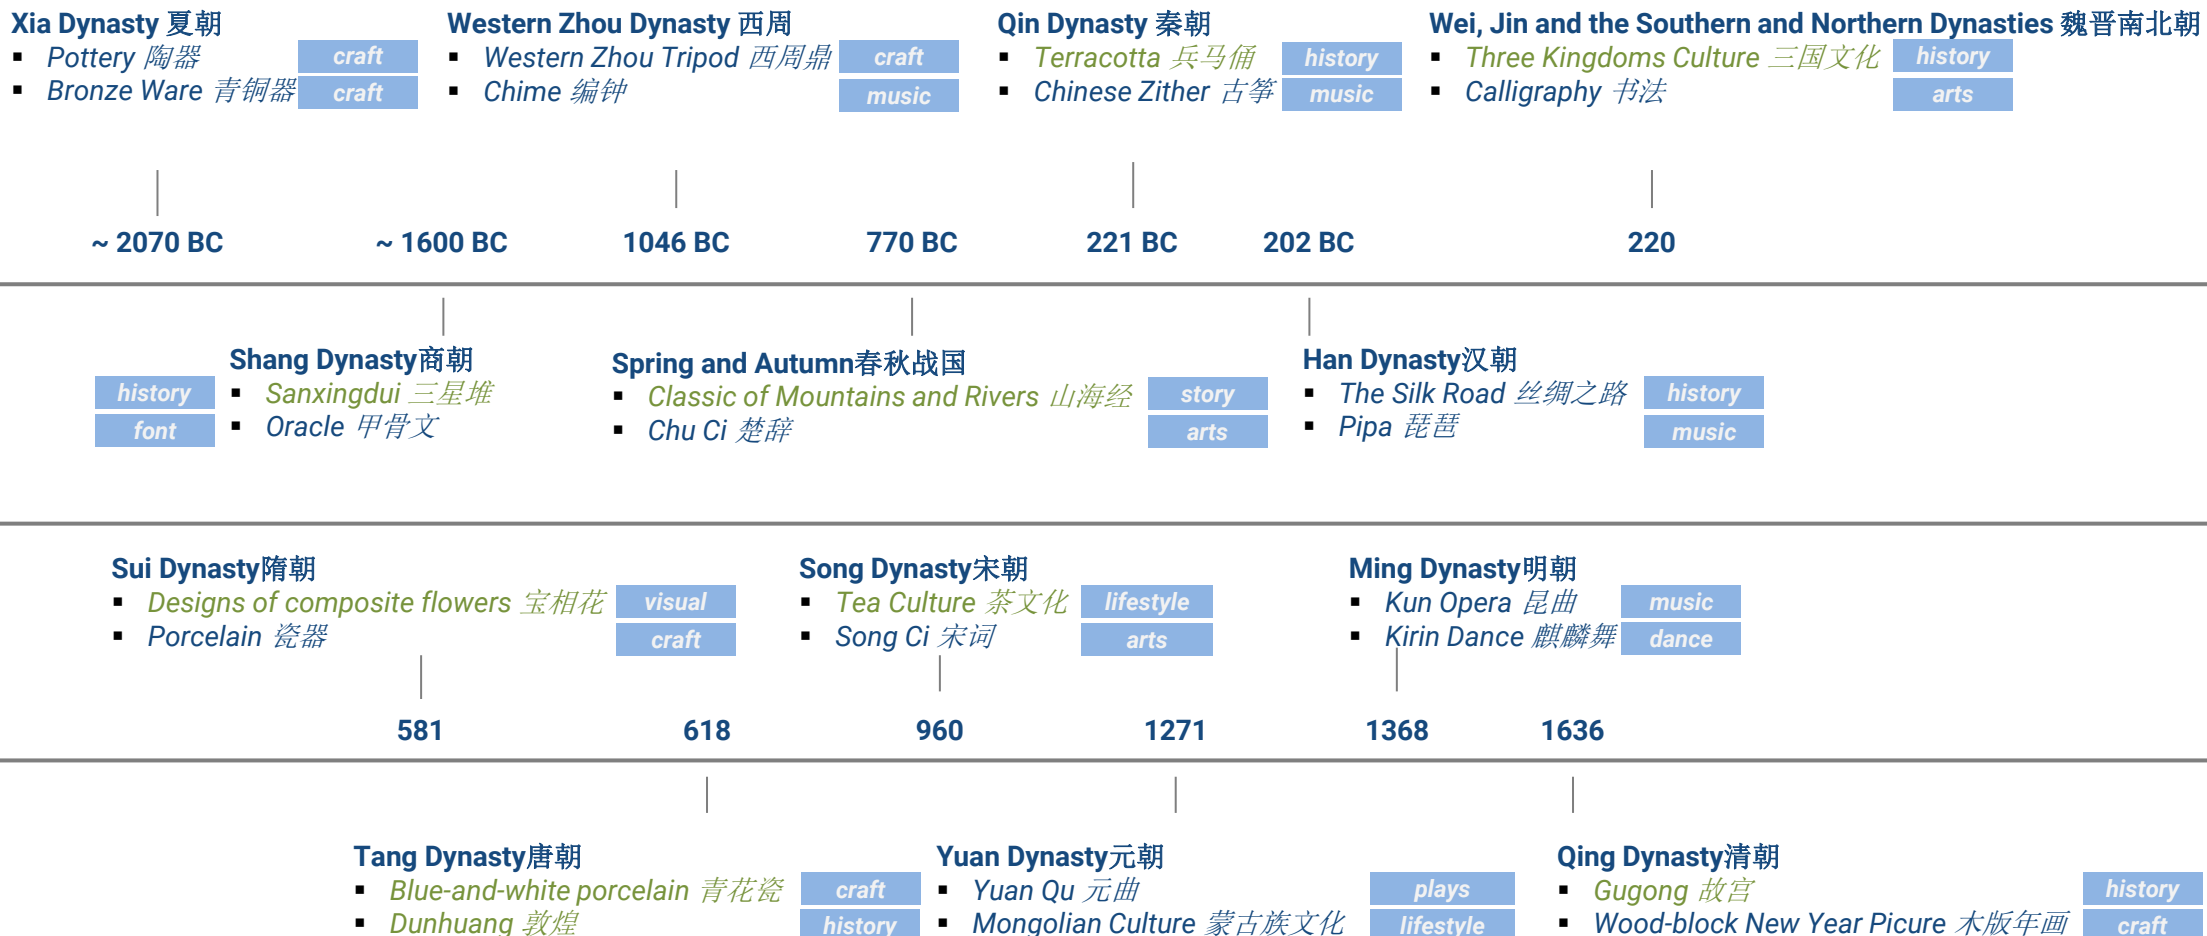 Xia Dynasty 夏朝
▪ Pottery 陶器 craft
▪ Bronze Ware 青铜器 craft
Western Zhou Dynasty 西周
▪ Western Zhou Tripod 西周鼎 craft
▪ Chime 编钟 music
Qin Dynasty 秦朝
▪ Terracotta 兵马俑 history
▪ Chinese Zither 古筝 music
Wei, Jin and the Southern and Northern Dynasties 魏晋南北朝
▪ Three Kingdoms Culture 三国文化 history
▪ Calligraphy 书法 arts
~ 2070 BC ~ 1600 BC 1046 BC 770 BC 221 BC 202 BC 220
Shang Dynasty商朝
history ▪ Sanxingdui 三星堆
font ▪ Oracle 甲骨文
Spring and Autumn春秋战国
▪ Classic of Mountains and Rivers 山海经 story
▪ Chu Ci 楚辞 arts
Han Dynasty汉朝
▪ The Silk Road 丝绸之路 history
▪ Pipa 琵琶 music
Sui Dynasty隋朝
▪ Designs of composite flowers 宝相花 visual
▪ Porcelain 瓷器 craft
Song Dynasty宋朝
▪ Tea Culture 茶文化 lifestyle
▪ Song Ci 宋词 arts
Ming Dynasty明朝
▪ Kun Opera 昆曲 music
▪ Kirin Dance 麒麟舞 dance
581 618 960 1271 1368 1636
Tang Dynasty唐朝
▪ Blue-and-white porcelain 青花瓷 craft
▪ Dunhuang 敦煌 history
Yuan Dynasty元朝
▪ Yuan Qu 元曲 plays
▪ Mongolian Culture 蒙古族文化 lifestyle
Qing Dynasty清朝
▪ Gugong 故宫 history
▪ Wood-block New Year Picure 木版年画 craft